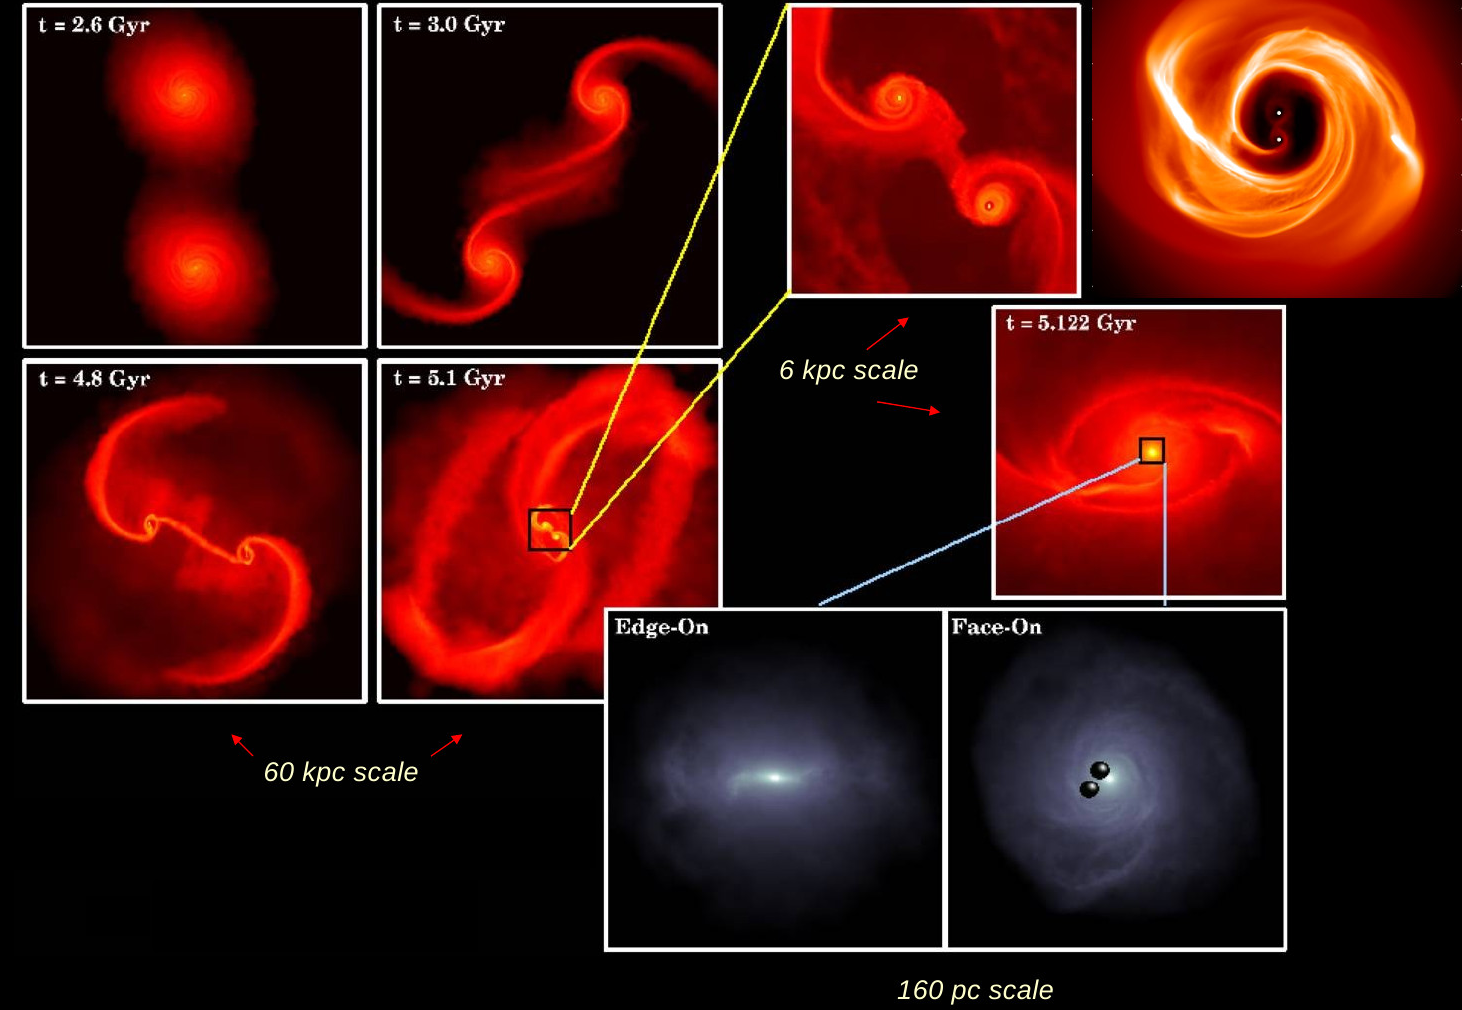 t = 2.6 Gyr
t = 3.0 Gyr
t = 4.8 Gyr
t = 5.1 Gyr
6 kpc scale
t = 5.122 Gyr
Edge-On
Face-On
60 kpc scale
160 pc scale